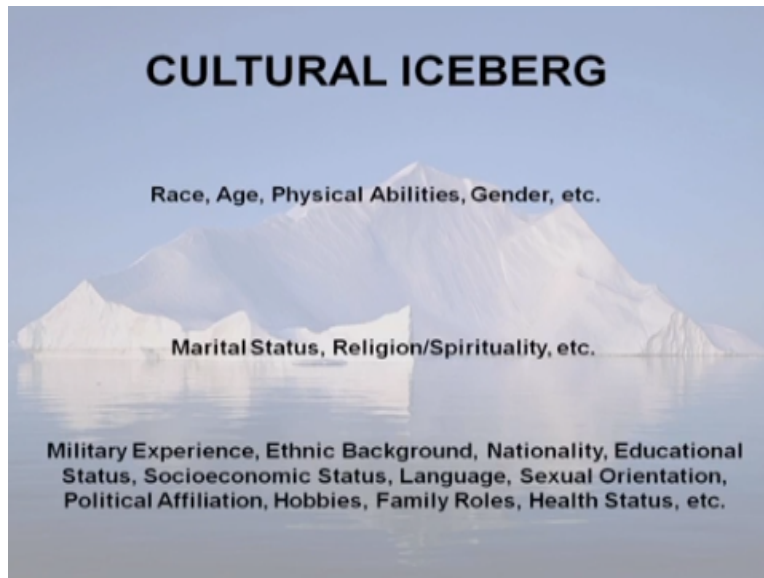 CULTURAL ICEBERG
Race, Age, Physical Abilities, Gender, etc.
Marital Status, Religion/Spirituality, etc.
Military Experience, Ethnic Background, Nationality, Educational
Status, Socioeconomic Status, Language, Sexual Orientation,
Political Affiliation, Hobbies, Family Roles, Health Status, etc.